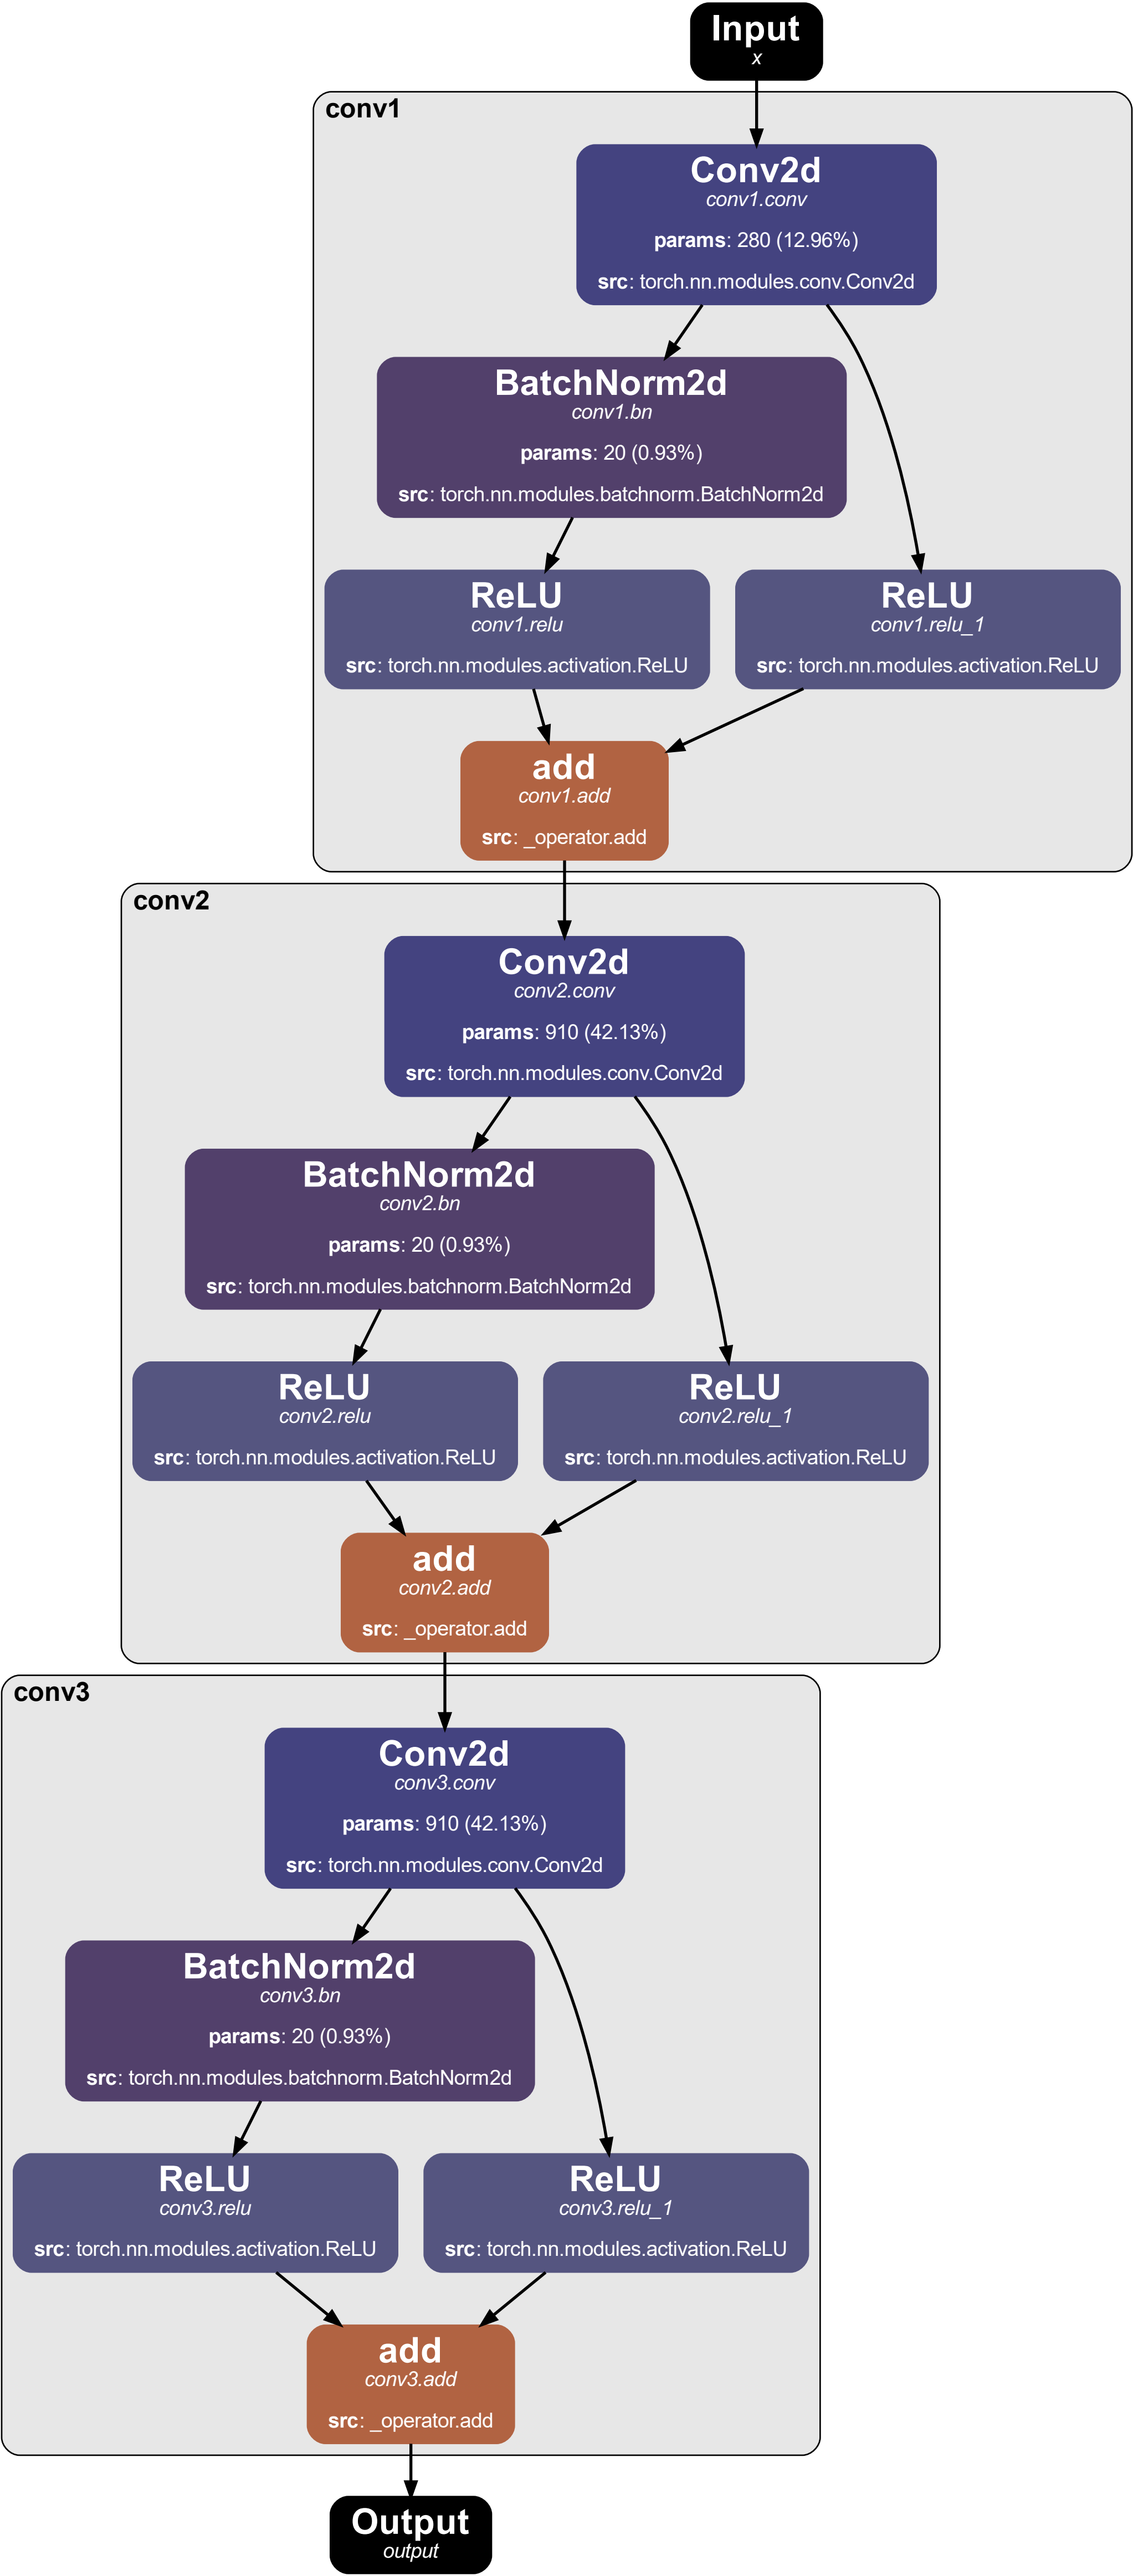 Input
x
conv1
Conv2d
conv1.conv
params: 280 (12.96%)
src: torch.nn.modules.conv.Conv2d
BatchNorm2d
conv1.bn
params: 20 (0.93%)
src: torch.nn.modules.batchnorm.BatchNorm2d
ReLU
conv1.relu
src: torch.nn.modules.activation.ReLU
ReLU
conv1.relu_1
src: torch.nn.modules.activation.ReLU
add
conv1.add
src: _operator.add
conv2
Conv2d
conv2.conv
params: 910 (42.13%)
src: torch.nn.modules.conv.Conv2d
BatchNorm2d
conv2.bn
params: 20 (0.93%)
src: torch.nn.modules.batchnorm.BatchNorm2d
ReLU
conv2.relu
src: torch.nn.modules.activation.ReLU
ReLU
conv2.relu_1
src: torch.nn.modules.activation.ReLU
add
conv2.add
src: _operator.add
conv3
Conv2d
conv3.conv
params: 910 (42.13%)
src: torch.nn.modules.conv.Conv2d
BatchNorm2d
conv3.bn
params: 20 (0.93%)
src: torch.nn.modules.batchnorm.BatchNorm2d
ReLU
conv3.relu
src: torch.nn.modules.activation.ReLU
ReLU
conv3.relu_1
src: torch.nn.modules.activation.ReLU
add
conv3.add
src: _operator.add
Output
output